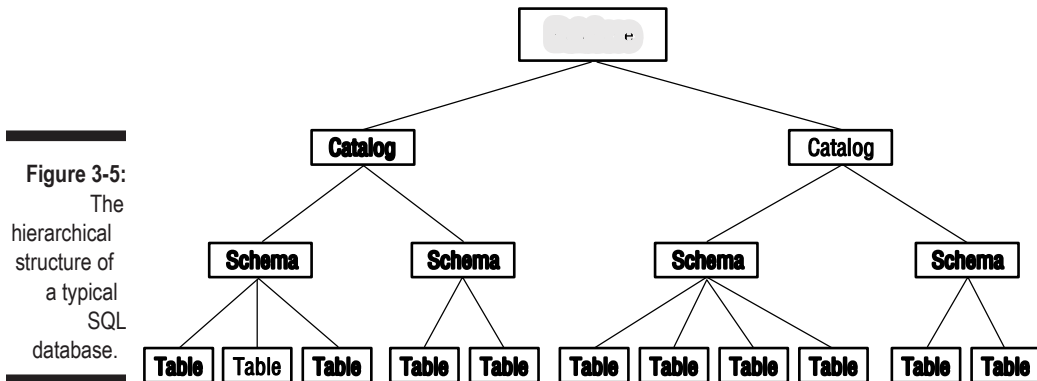 Catalog Catalog
Figure 3-5:
The
hierarchical
structure of
a typical
SQL
database.
Schema Schema Schema Schema
Table Table Table Table Table Table Table Table Table Table Table